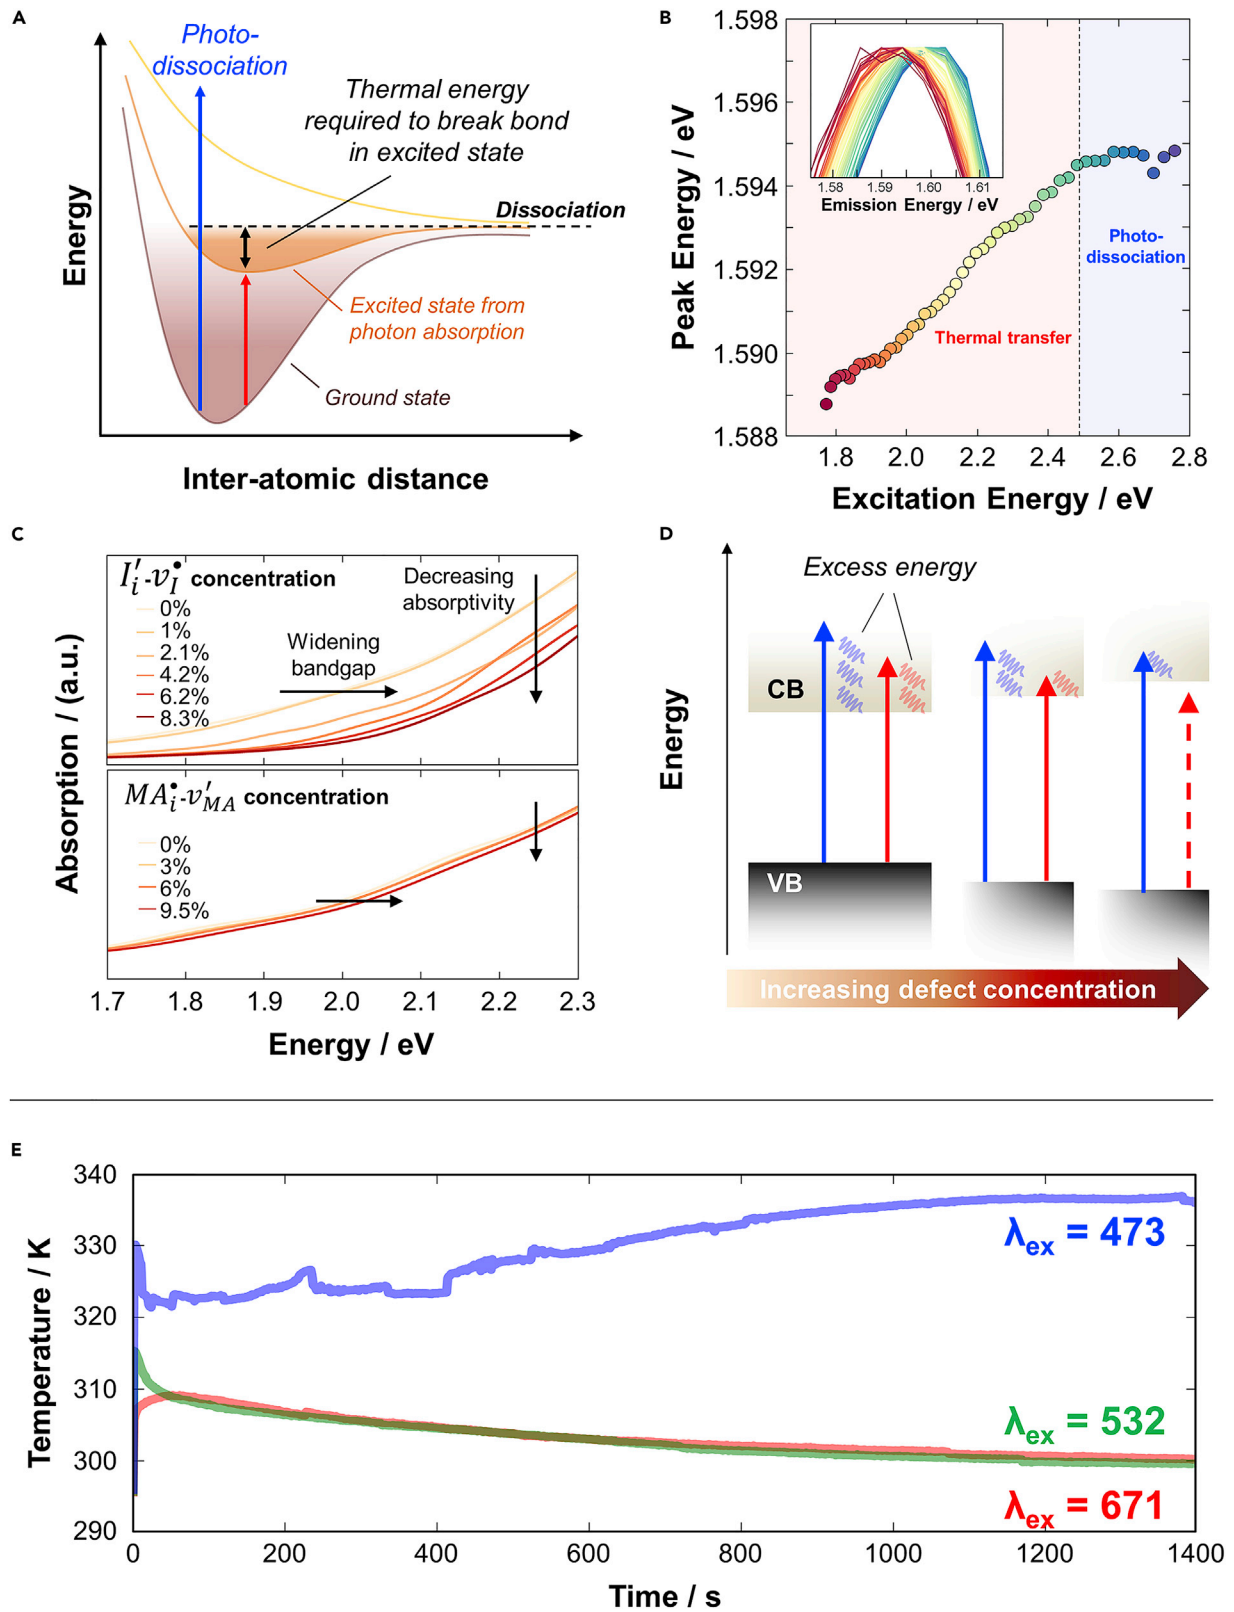 A
Photo-
dissociation
Thermal energy
required to break bond
in excited state
Dissociation
Excited state from
photon absorption
Ground state
Energy
Inter-atomic distance
B
1.598
1.596
1.594
1.592
1.590
1.588
Peak Energy / eV
1.58 1.59 1.60 1.61
Emission Energy / eV
Photo-
dissociation
Thermal transfer
1.8 2.0 2.2 2.4 2.6 2.8
Excitation Energy / eV
C
I′ᵢ-v•_I concentration
0%
1%
2.1%
4.2%
6.2%
8.3%
Widening
bandgap
Decreasing
absorptivity
MA•ᵢ-v′_MA concentration
0%
3%
6%
9.5%
Absorption / (a.u.)
1.7 1.8 1.9 2.0 2.1 2.2 2.3
Energy / eV
D
Excess energy
CB
VB
Energy
Increasing defect concentration
E
340
330
320
310
300
290
Temperature / K
λex = 473
λex = 532
λex = 671
0 200 400 600 800 1000 1200 1400
Time / s